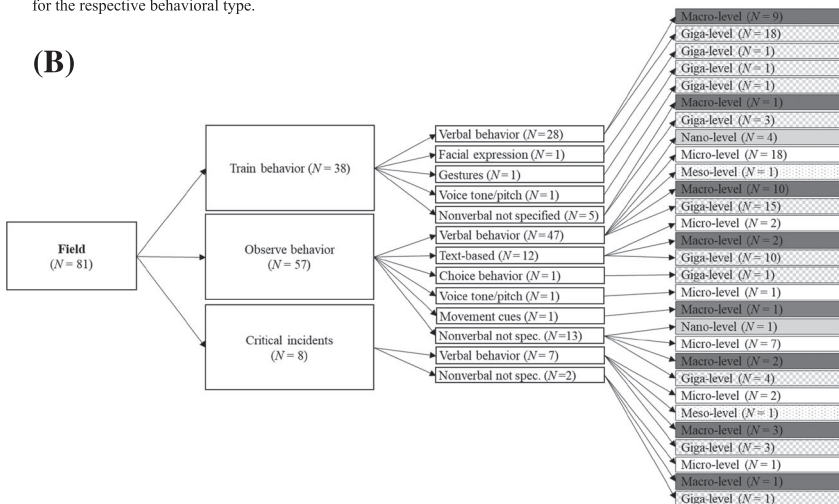 for the respective behavioral type.
(B)
Field
(N = 81)
Train behavior (N = 38)
Observe behavior
(N = 57)
Critical incidents
(N = 8)
Verbal behavior (N=28)
Facial expression (N=1)
Gestures (N=1)
Voice tone/pitch (N=1)
Nonverbal not specified (N=5)
Verbal behavior (N=47)
Text-based (N=12)
Choice behavior (N=1)
Voice tone/pitch (N=1)
Movement cues (N=1)
Nonverbal not spec. (N=13)
Verbal behavior (N=7)
Nonverbal not spec. (N=2)
Macro-level (N= 9)
Giga-level (N= 18)
Giga-level (N= 1)
Giga-level (N= 1)
Giga-level (N= 1)
Macro-level (N= 1)
Giga-level (N= 3)
Nano-level (N= 4)
Micro-level (N= 18)
Meso-level (N= 1)
Macro-level (N= 10)
Giga-level (N= 15)
Micro-level (N= 2)
Macro-level (N= 2)
Giga-level (N= 10)
Giga-level (N= 1)
Micro-level (N= 1)
Macro-level (N= 1)
Nano-level (N= 1)
Micro-level (N= 7)
Macro-level (N= 2)
Giga-level (N= 4)
Micro-level (N= 2)
Meso-level (N= 1)
Macro-level (N= 3)
Giga-level (N= 3)
Micro-level (N= 1)
Macro-level (N= 1)
Giga-level (N= 1)